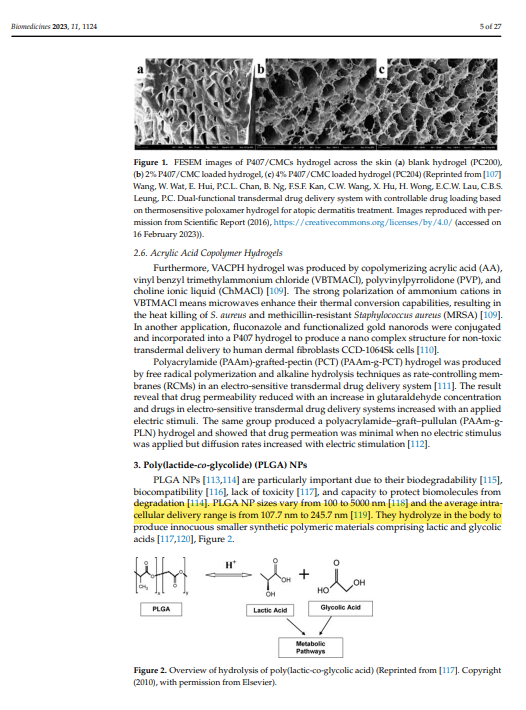 Biomedicines 2023, 11, 1124
5 of 27
a
b
c
Figure 1. FESEM images of P407/CMCs hydrogel across the skin (a) blank hydrogel (PC200),
(b) 2% P407/CMC loaded hydrogel, (c) 4% P407/CMC loaded hydrogel (PC204) (Reprinted from [107]
Wang, W. Wat, E. Hui, P.C.L. Chan, B. Ng, F.S.F. Kan, C.W. Wang, X. Hu, H. Wong, E.C.W. Lau, C.B.S.
Leung, P.C. Dual-functional transdermal drug delivery system with controllable drug loading based
on thermosensitive poloxamer hydrogel for atopic dermatitis treatment. Images reproduced with per-
mission from Scientific Report (2016), https://creativecommons.org/licenses/by/4.0/ (accessed on
16 February 2023)).
2.6. Acrylic Acid Copolymer Hydrogels
Furthermore, VACPH hydrogel was produced by copolymerizing acrylic acid (AA),
vinyl benzyl trimethylammonium chloride (VBTMACl), polyvinylpyrrolidone (PVP), and
choline ionic liquid (ChMACl) [109]. The strong polarization of ammonium cations in
VBTMACl means microwaves enhance their thermal conversion capabilities, resulting in
the heat killing of S. aureus and methicillin-resistant Staphylococcus aureus (MRSA) [109].
In another application, fluconazole and functionalized gold nanorods were conjugated
and incorporated into a P407 hydrogel to produce a nano complex structure for non-toxic
transdermal delivery to human dermal fibroblasts CCD-1064Sk cells [110].
Polyacrylamide (PAAm)-grafted-pectin (PCT) (PAAm-g-PCT) hydrogel was produced
by free radical polymerization and alkaline hydrolysis techniques as rate-controlling mem-
branes (RCMs) in an electro-sensitive transdermal drug delivery system [111]. The result
reveal that drug permeability reduced with an increase in glutaraldehyde concentration
and drugs in electro-sensitive transdermal drug delivery systems increased with an applied
electric stimuli. The same group produced a polyacrylamide–graft–pullulan (PAAm-g-
PLN) hydrogel and showed that drug permeation was minimal when no electric stimulus
was applied but diffusion rates increased with electric stimulation [112].
3. Poly(lactide-co-glycolide) (PLGA) NPs
PLGA NPs [113,114] are particularly important due to their biodegradability [115],
biocompatibility [116], lack of toxicity [117], and capacity to protect biomolecules from
degradation [114]. PLGA NP sizes vary from 100 to 5000 nm [118] and the average intra-
cellular delivery range is from 107.7 nm to 245.7 nm [119]. They hydrolyze in the body to
produce innocuous smaller synthetic polymeric materials comprising lactic and glycolic
acids [117,120], Figure 2.
H+
O
O
O
O
CH3
x
y
O
OH
OH
+
O
HO
OH
PLGA
Lactic Acid
Glycolic Acid
Metabolic
Pathways
Figure 2. Overview of hydrolysis of poly(lactic-co-glycolic acid) (Reprinted from [117]. Copyright
(2010), with permission from Elsevier).